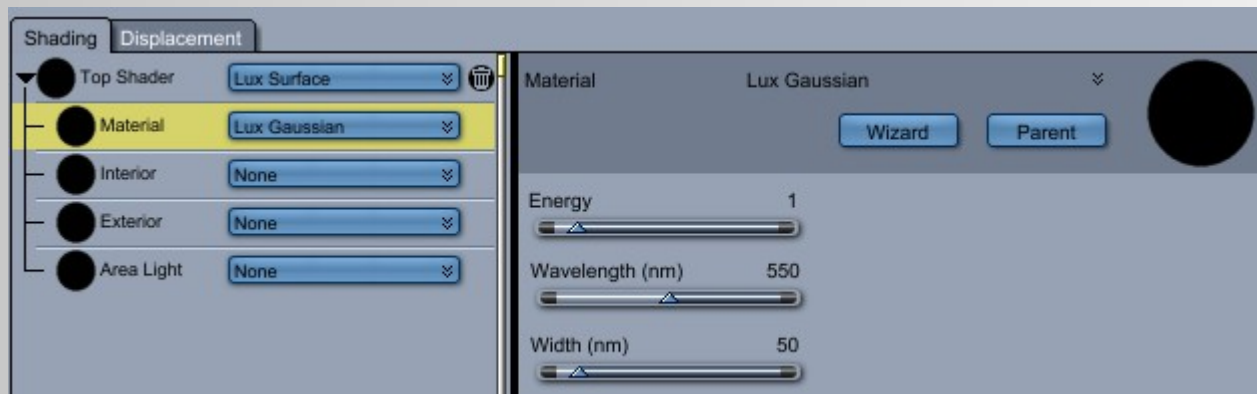 Shading Displacement
Top Shader Lux Surface
Material Lux Gaussian
Interior None
Exterior None
Area Light None
Material Lux Gaussian
Wizard Parent
Energy 1
Wavelength (nm) 550
Width (nm) 50